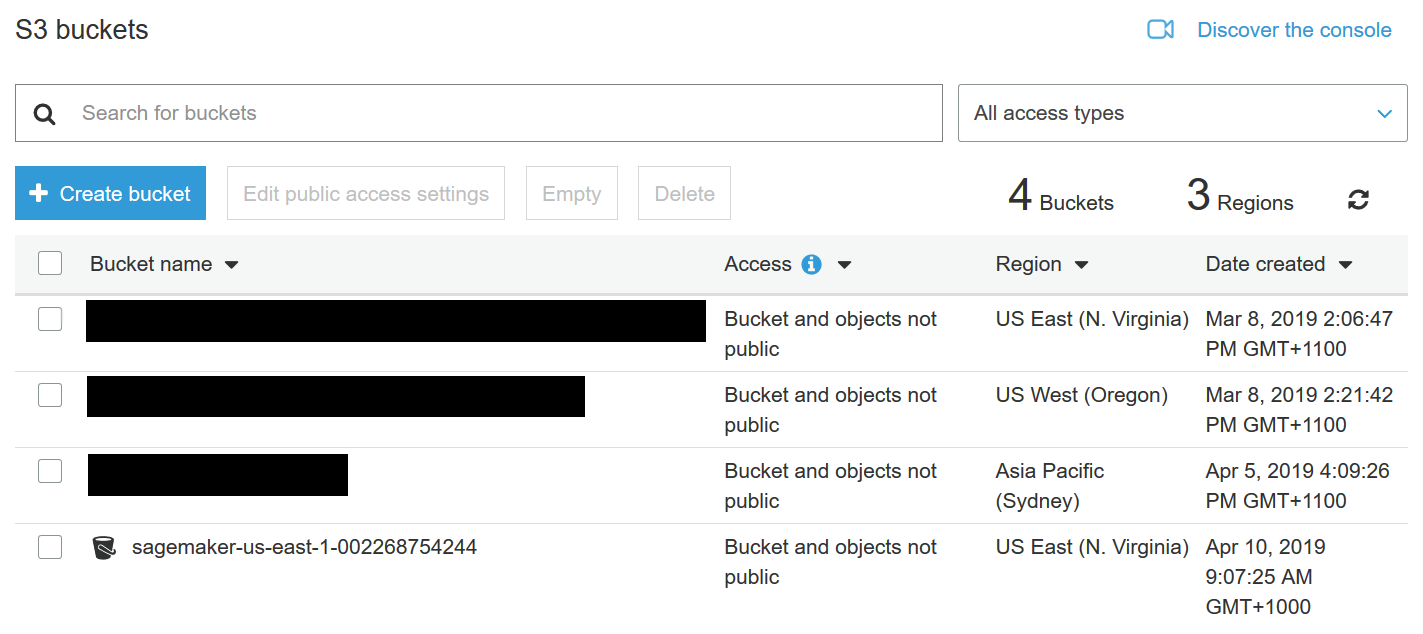 S3 buckets
Discover the console
Search for buckets
All access types
Create bucket
Edit public access settings
Empty
Delete
4 Buckets
3 Regions
Bucket name
Access
Region
Date created
Bucket and objects not
public
US East (N. Virginia)
Mar 8, 2019 2:06:47
PM GMT+1100
Bucket and objects not
public
US West (Oregon)
Mar 8, 2019 2:21:42
PM GMT+1100
Bucket and objects not
public
Asia Pacific
(Sydney)
Apr 5, 2019 4:09:26
PM GMT+1100
sagemaker-us-east-1-002268754244
Bucket and objects not
public
US East (N. Virginia)
Apr 10, 2019
9:07:25 AM
GMT+1000